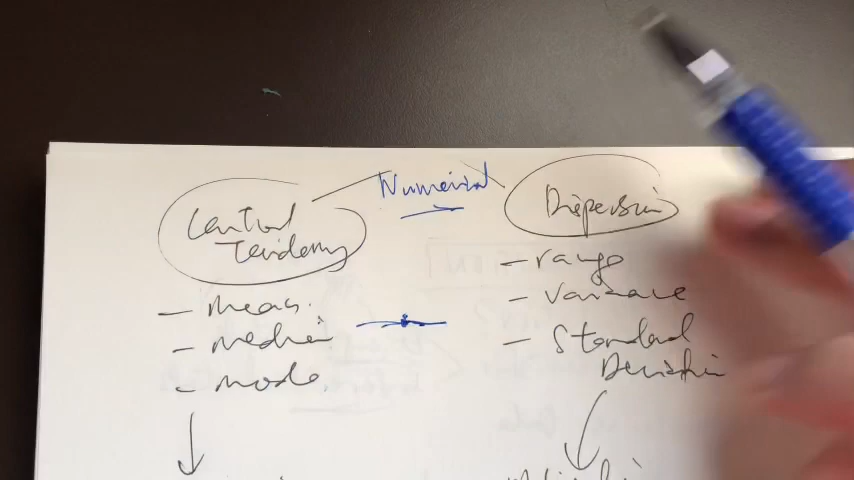 Numerical
Central
Tendency
- mean.
- median
- mode
Dispersion
- range
- Variance
- Standard
Deviation